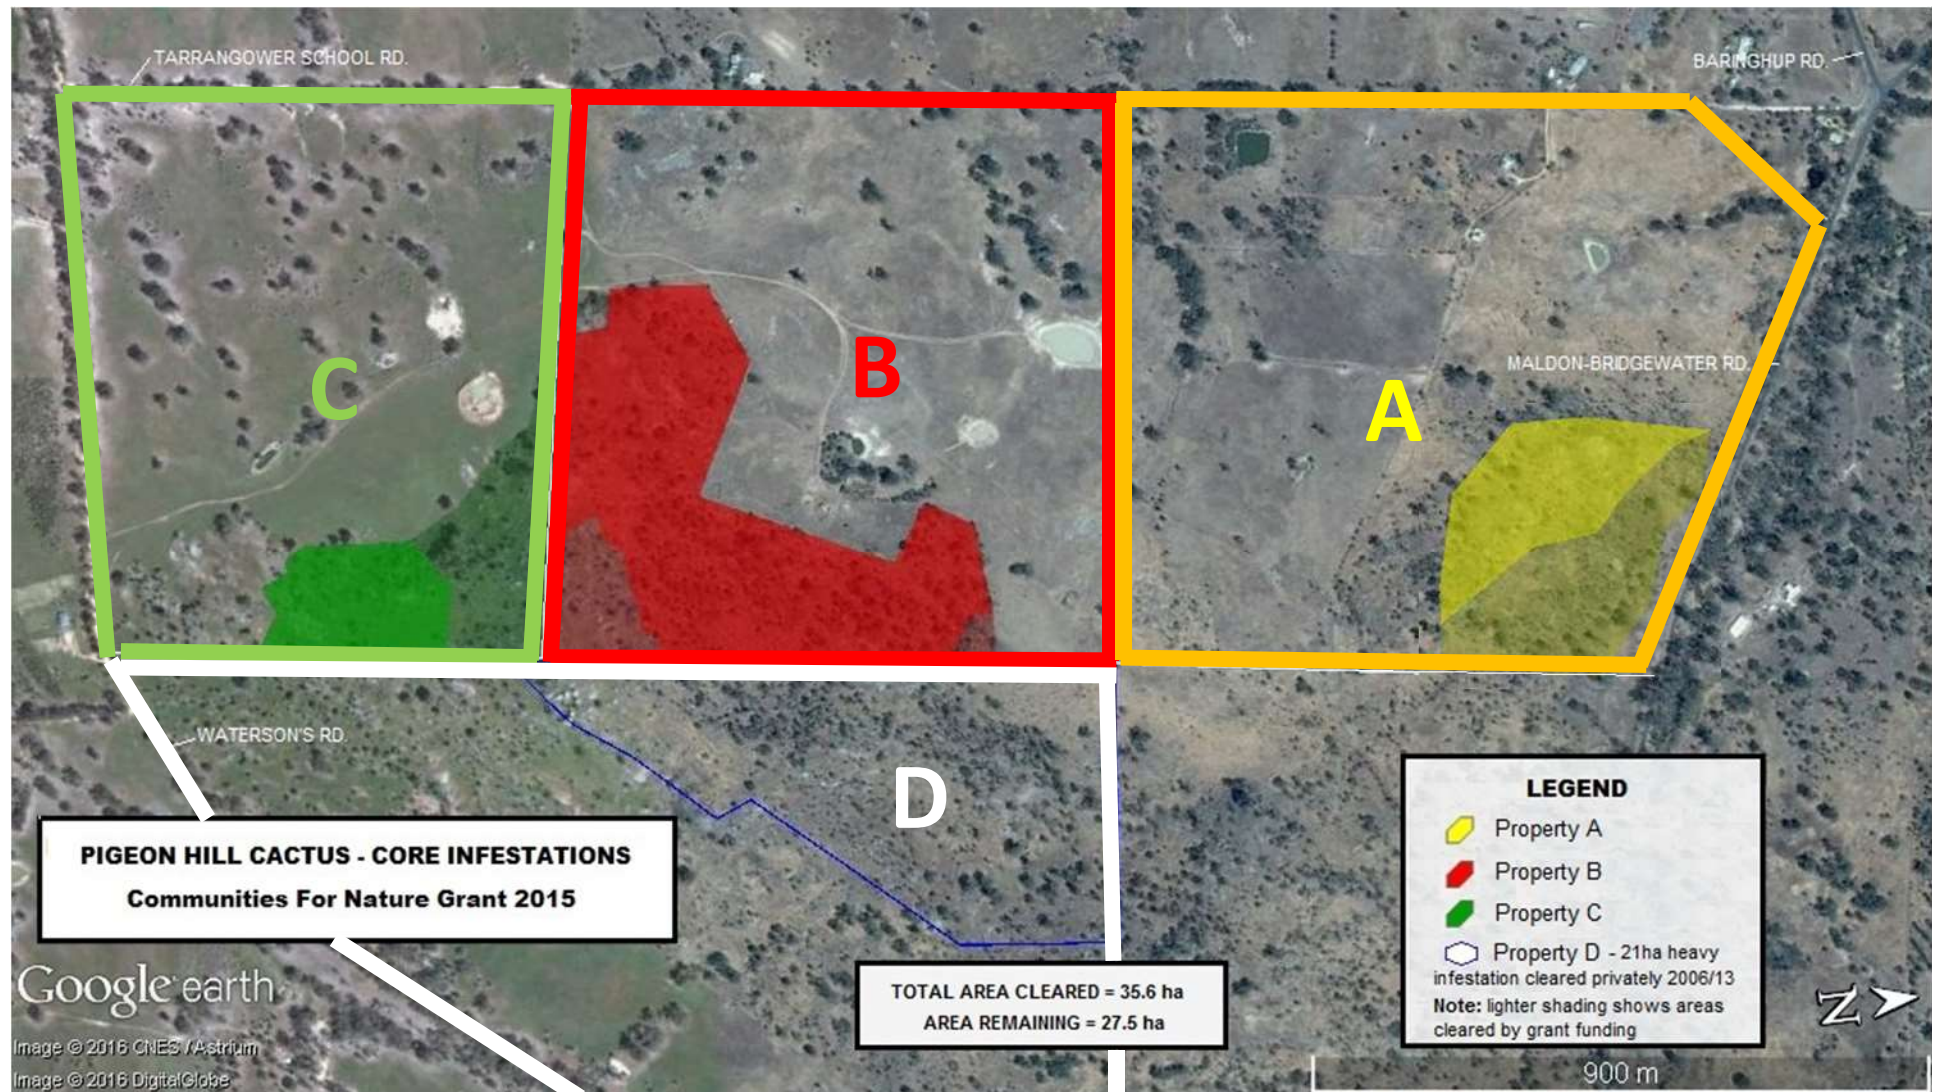 TARRANGOWER SCHOOL RD.
BARINGHUP RD.
C
B
A
MALDON-BRIDGEWATER RD.
WATERSON'S RD.
D
PIGEON HILL CACTUS - CORE INFESTATIONS
Communities For Nature Grant 2015
LEGEND
Property A
Property B
Property C
Property D - 21ha heavy
infestation cleared privately 2006/13
Note: lighter shading shows areas
cleared by grant funding
TOTAL AREA CLEARED = 35.6 ha
AREA REMAINING = 27.5 ha
Google earth
Image © 2016 CNES / Astrium
Image © 2016 DigitalGlobe
N
900 m